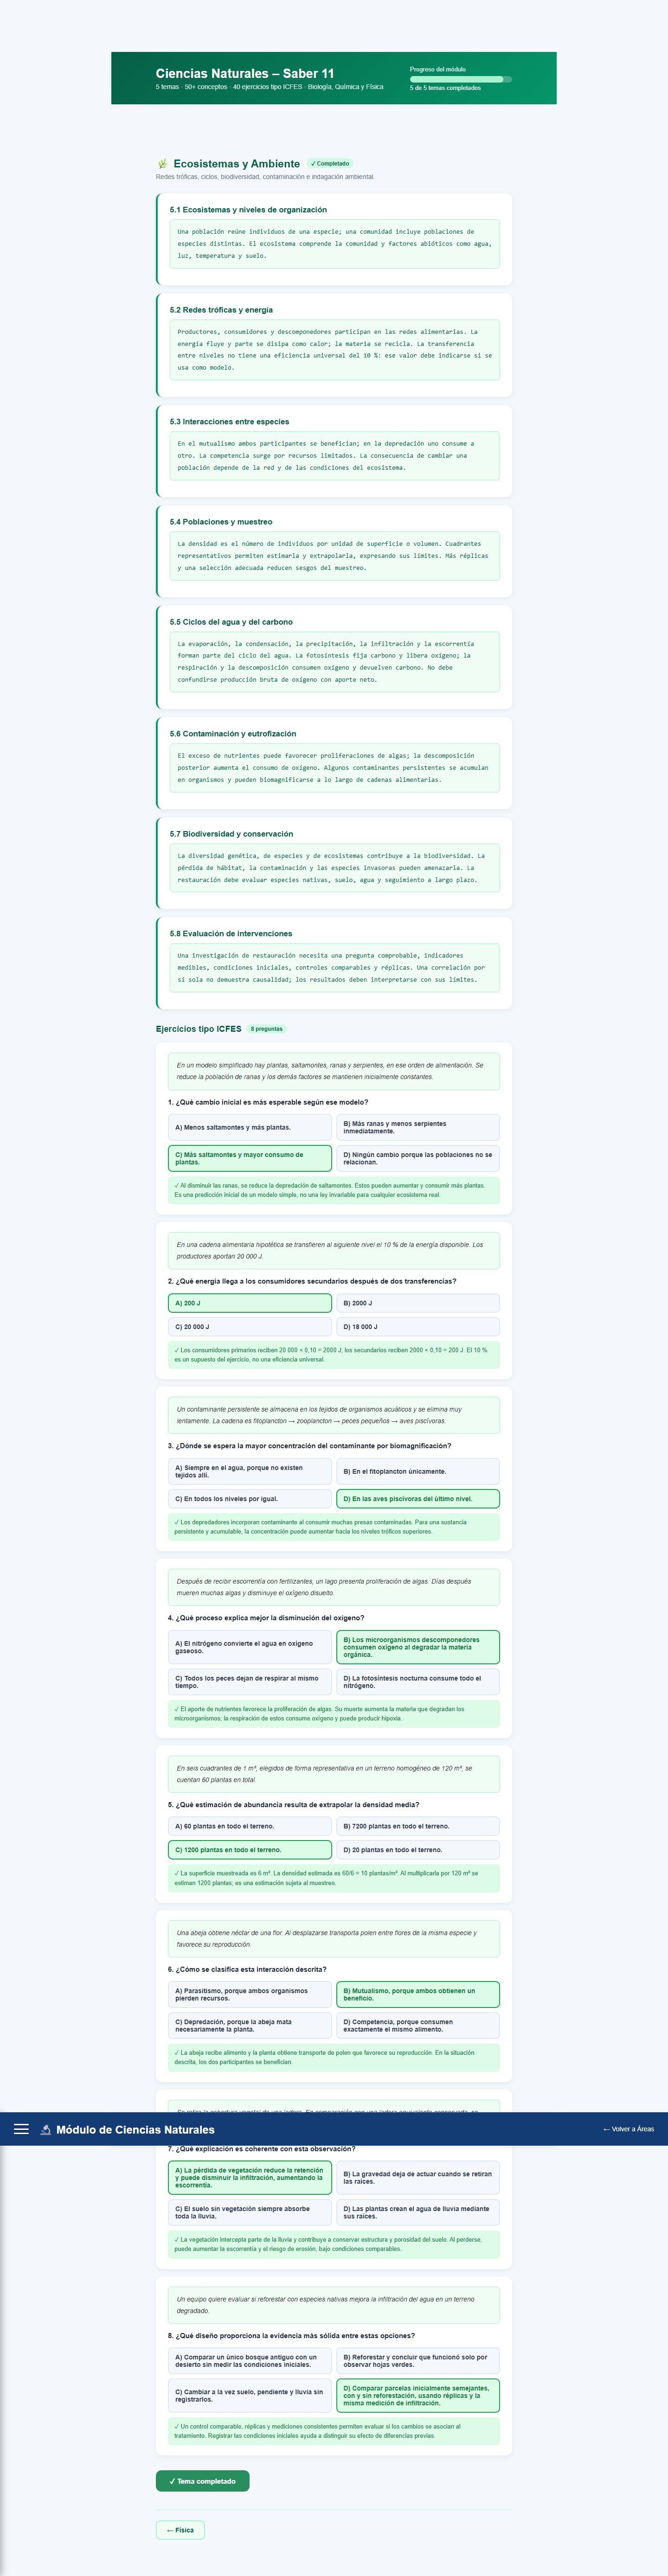 Ciencias Naturales – Saber 11
5 temas · 50+ conceptos · 40 ejercicios tipo ICFES · Biología, Química y Física
Progreso del módulo
5 de 5 temas completados
Ecosistemas y Ambiente
✓ Completado
Redes tróficas, ciclos, biodiversidad, contaminación e indagación ambiental.
5.1 Ecosistemas y niveles de organización
Una población reúne individuos de una especie; una comunidad incluye poblaciones de
especies distintas. El ecosistema comprende la comunidad y factores abióticos como agua,
luz, temperatura y suelo.
5.2 Redes tróficas y energía
Productores, consumidores y descomponedores participan en las redes alimentarias. La
energía fluye y parte se disipa como calor; la materia se recicla. La transferencia
entre niveles no tiene una eficiencia universal del 10 %: ese valor debe indicarse si se
usa como modelo.
5.3 Interacciones entre especies
En el mutualismo ambos participantes se benefician; en la depredación uno consume a
otro. La competencia surge por recursos limitados. La consecuencia de cambiar una
población depende de la red y de las condiciones del ecosistema.
5.4 Poblaciones y muestreo
La densidad es el número de individuos por unidad de superficie o volumen. Cuadrantes
representativos permiten estimarla y extrapolarla, expresando sus límites. Más réplicas
y una selección adecuada reducen sesgos del muestreo.
5.5 Ciclos del agua y del carbono
La evaporación, la condensación, la precipitación, la infiltración y la escorrentía
forman parte del ciclo del agua. La fotosíntesis fija carbono y libera oxígeno; la
respiración y la descomposición consumen oxígeno y devuelven carbono. No debe
confundirse producción bruta de oxígeno con aporte neto.
5.6 Contaminación y eutrofización
El exceso de nutrientes puede favorecer proliferaciones de algas; la descomposición
posterior aumenta el consumo de oxígeno. Algunos contaminantes persistentes se acumulan
en organismos y pueden biomagnificarse a lo largo de cadenas alimentarias.
5.7 Biodiversidad y conservación
La diversidad genética, de especies y de ecosistemas contribuye a la biodiversidad. La
pérdida de hábitat, la contaminación y las especies invasoras pueden amenazarla. La
restauración debe evaluar especies nativas, suelo, agua y seguimiento a largo plazo.
5.8 Evaluación de intervenciones
Una investigación de restauración necesita una pregunta comprobable, indicadores
medibles, condiciones iniciales, controles comparables y réplicas. Una correlación por
sí sola no demuestra causalidad; los resultados deben interpretarse con sus límites.
Ejercicios tipo ICFES
8 preguntas
En un modelo simplificado hay plantas, saltamontes, ranas y serpientes, en ese orden de alimentación. Se
reduce la población de ranas y los demás factores se mantienen inicialmente constantes.
1. ¿Qué cambio inicial es más esperable según ese modelo?
A) Menos saltamontes y más plantas.
B) Más ranas y menos serpientes
inmediatamente.
C) Más saltamontes y mayor consumo de
plantas.
D) Ningún cambio porque las poblaciones no se
relacionan.
✓ Al disminuir las ranas, se reduce la depredación de saltamontes. Estos pueden aumentar y consumir más plantas.
Es una predicción inicial de un modelo simple, no una ley invariable para cualquier ecosistema real.
En una cadena alimentaria hipotética se transfieren al siguiente nivel el 10 % de la energía disponible. Los
productores aportan 20 000 J.
2. ¿Qué energía llega a los consumidores secundarios después de dos transferencias?
A) 200 J
B) 2000 J
C) 20 000 J
D) 18 000 J
✓ Los consumidores primarios reciben 20 000 × 0,10 = 2000 J; los secundarios reciben 2000 × 0,10 = 200 J. El 10 %
es un supuesto del ejercicio, no una eficiencia universal.
Un contaminante persistente se almacena en los tejidos de organismos acuáticos y se elimina muy
lentamente. La cadena es fitoplancton → zooplancton → peces pequeños → aves piscívoras.
3. ¿Dónde se espera la mayor concentración del contaminante por biomagnificación?
A) Siempre en el agua, porque no existen
tejidos allí.
B) En el fitoplancton únicamente.
C) En todos los niveles por igual.
D) En las aves piscívoras del último nivel.
✓ Los depredadores incorporan contaminante al consumir muchas presas contaminadas. Para una sustancia
persistente y acumulable, la concentración puede aumentar hacia los niveles tróficos superiores.
Después de recibir escorrentía con fertilizantes, un lago presenta proliferación de algas. Días después
mueren muchas algas y disminuye el oxígeno disuelto.
4. ¿Qué proceso explica mejor la disminución del oxígeno?
A) El nitrógeno convierte el agua en oxígeno
gaseoso.
B) Los microorganismos descomponedores
consumen oxígeno al degradar la materia
orgánica.
C) Todos los peces dejan de respirar al mismo
tiempo.
D) La fotosíntesis nocturna consume todo el
nitrógeno.
✓ El aporte de nutrientes favorece la proliferación de algas. Su muerte aumenta la materia que degradan los
microorganismos; la respiración de estos consume oxígeno y puede producir hipoxia.
En seis cuadrantes de 1 m², elegidos de forma representativa en un terreno homogéneo de 120 m², se
cuentan 60 plantas en total.
5. ¿Qué estimación de abundancia resulta de extrapolar la densidad media?
A) 60 plantas en todo el terreno.
B) 7200 plantas en todo el terreno.
C) 1200 plantas en todo el terreno.
D) 20 plantas en todo el terreno.
✓ La superficie muestreada es 6 m². La densidad estimada es 60/6 = 10 plantas/m². Al multiplicarla por 120 m² se
estiman 1200 plantas; es una estimación sujeta al muestreo.
Una abeja obtiene néctar de una flor. Al desplazarse transporta polen entre flores de la misma especie y
favorece su reproducción.
6. ¿Cómo se clasifica esta interacción descrita?
A) Parasitismo, porque ambos organismos
pierden recursos.
B) Mutualismo, porque ambos obtienen un
beneficio.
C) Depredación, porque la abeja mata
necesariamente la planta.
D) Competencia, porque consumen
exactamente el mismo alimento.
✓ La abeja recibe alimento y la planta obtiene transporte de polen que favorece su reproducción. En la situación
descrita, los dos participantes se benefician.
Módulo de Ciencias Naturales
← Volver a Áreas
7. ¿Qué explicación es coherente con esta observación?
A) La pérdida de vegetación reduce la retención
y puede disminuir la infiltración, aumentando la
escorrentía.
B) La gravedad deja de actuar cuando se retiran
las raíces.
C) El suelo sin vegetación siempre absorbe
toda la lluvia.
D) Las plantas crean el agua de lluvia mediante
sus raíces.
✓ La vegetación intercepta parte de la lluvia y contribuye a conservar estructura y porosidad del suelo. Al perderse,
puede aumentar la escorrentía y el riesgo de erosión, bajo condiciones comparables.
Un equipo quiere evaluar si reforestar con especies nativas mejora la infiltración del agua en un terreno
degradado.
8. ¿Qué diseño proporciona la evidencia más sólida entre estas opciones?
A) Comparar un único bosque antiguo con un
desierto sin medir las condiciones iniciales.
B) Reforestar y concluir que funcionó solo por
observar hojas verdes.
C) Cambiar a la vez suelo, pendiente y lluvia sin
registrarlos.
D) Comparar parcelas inicialmente semejantes,
con y sin reforestación, usando réplicas y la
misma medición de infiltración.
✓ Un control comparable, réplicas y mediciones consistentes permiten evaluar si los cambios se asocian al
tratamiento. Registrar las condiciones iniciales ayuda a distinguir su efecto de diferencias previas.
✓ Tema completado
← Física